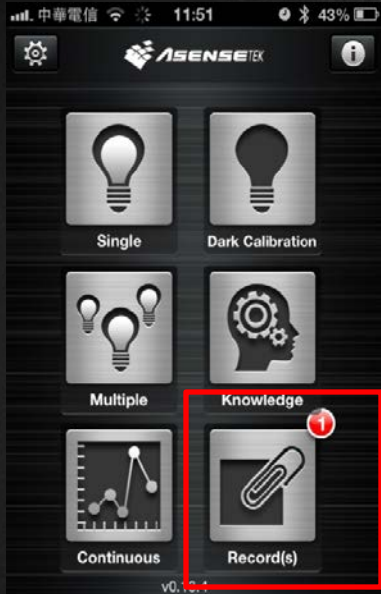 中華電信 11:51 43%
ASENSETEK
Single Dark Calibration
Multiple Knowledge
1
Continuous Record(s)